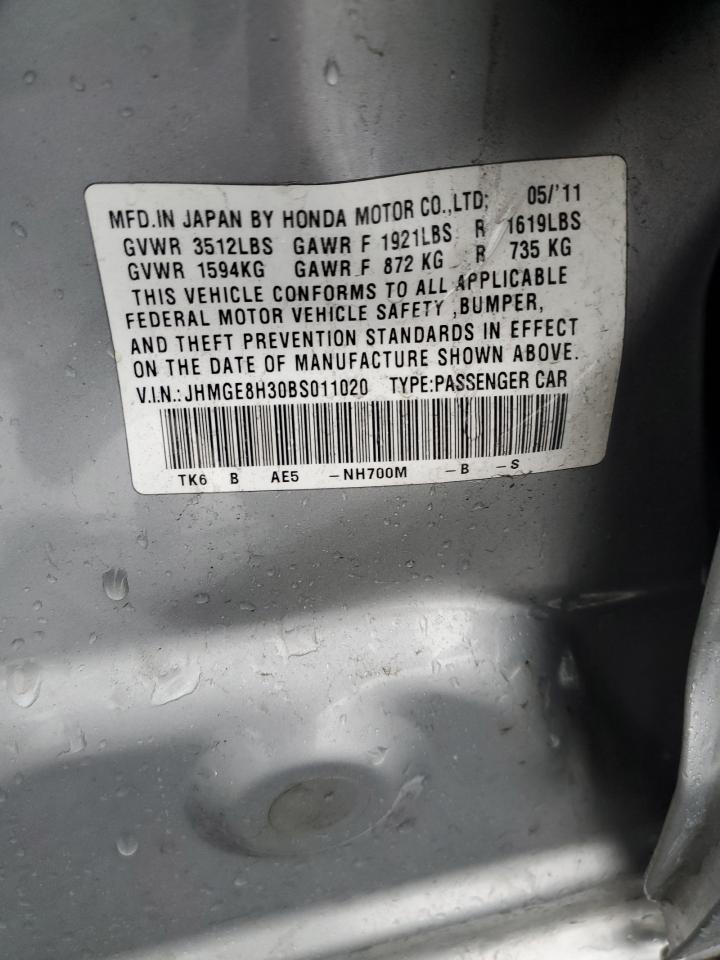 MFD.IN JAPAN BY HONDA MOTOR CO.,LTD; 05/'11
GVWR 3512LBS GAWR F 1921LBS R 1619LBS
GVWR 1594KG GAWR F 872 KG R 735 KG
THIS VEHICLE CONFORMS TO ALL APPLICABLE
FEDERAL MOTOR VEHICLE SAFETY ,BUMPER,
AND THEFT PREVENTION STANDARDS IN EFFECT
ON THE DATE OF MANUFACTURE SHOWN ABOVE.
V.I.N.:JHMGE8H30BS011020 TYPE:PASSENGER CAR
TK6 B AE5 -NH700M -B -S